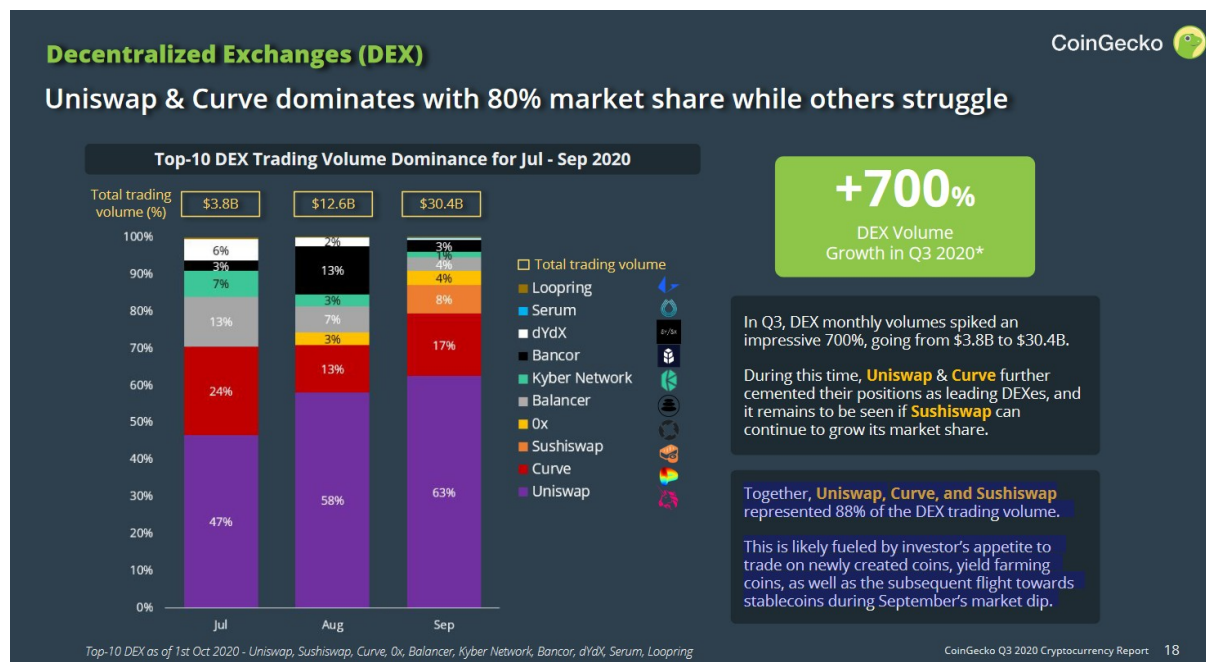 Decentralized Exchanges (DEX)
CoinGecko
Uniswap & Curve dominates with 80% market share while others struggle
Top-10 DEX Trading Volume Dominance for Jul - Sep 2020
Total trading
volume (%)
$3.8B
$12.6B
$30.4B
100%
90%
80%
70%
60%
50%
40%
30%
20%
10%
0%
6%
3%
7%
13%
24%
47%
Jul
2%
13%
3%
7%
3%
13%
58%
Aug
3%
1%
4%
4%
8%
17%
63%
Sep
Total trading volume
Loopring
Serum
dYdX
Bancor
Kyber Network
Balancer
0x
Sushiswap
Curve
Uniswap
+700%
DEX Volume
Growth in Q3 2020*
In Q3, DEX monthly volumes spiked an
impressive 700%, going from $3.8B to $30.4B.
During this time, Uniswap & Curve further
cemented their positions as leading DEXes, and
it remains to be seen if Sushiswap can
continue to grow its market share.
Together, Uniswap, Curve, and Sushiswap
represented 88% of the DEX trading volume.
This is likely fueled by investor's appetite to
trade on newly created coins, yield farming
coins, as well as the subsequent flight towards
stablecoins during September's market dip.
Top-10 DEX as of 1st Oct 2020 - Uniswap, Sushiswap, Curve, 0x, Balancer, Kyber Network, Bancor, dYdX, Serum, Loopring
CoinGecko Q3 2020 Cryptocurrency Report
18